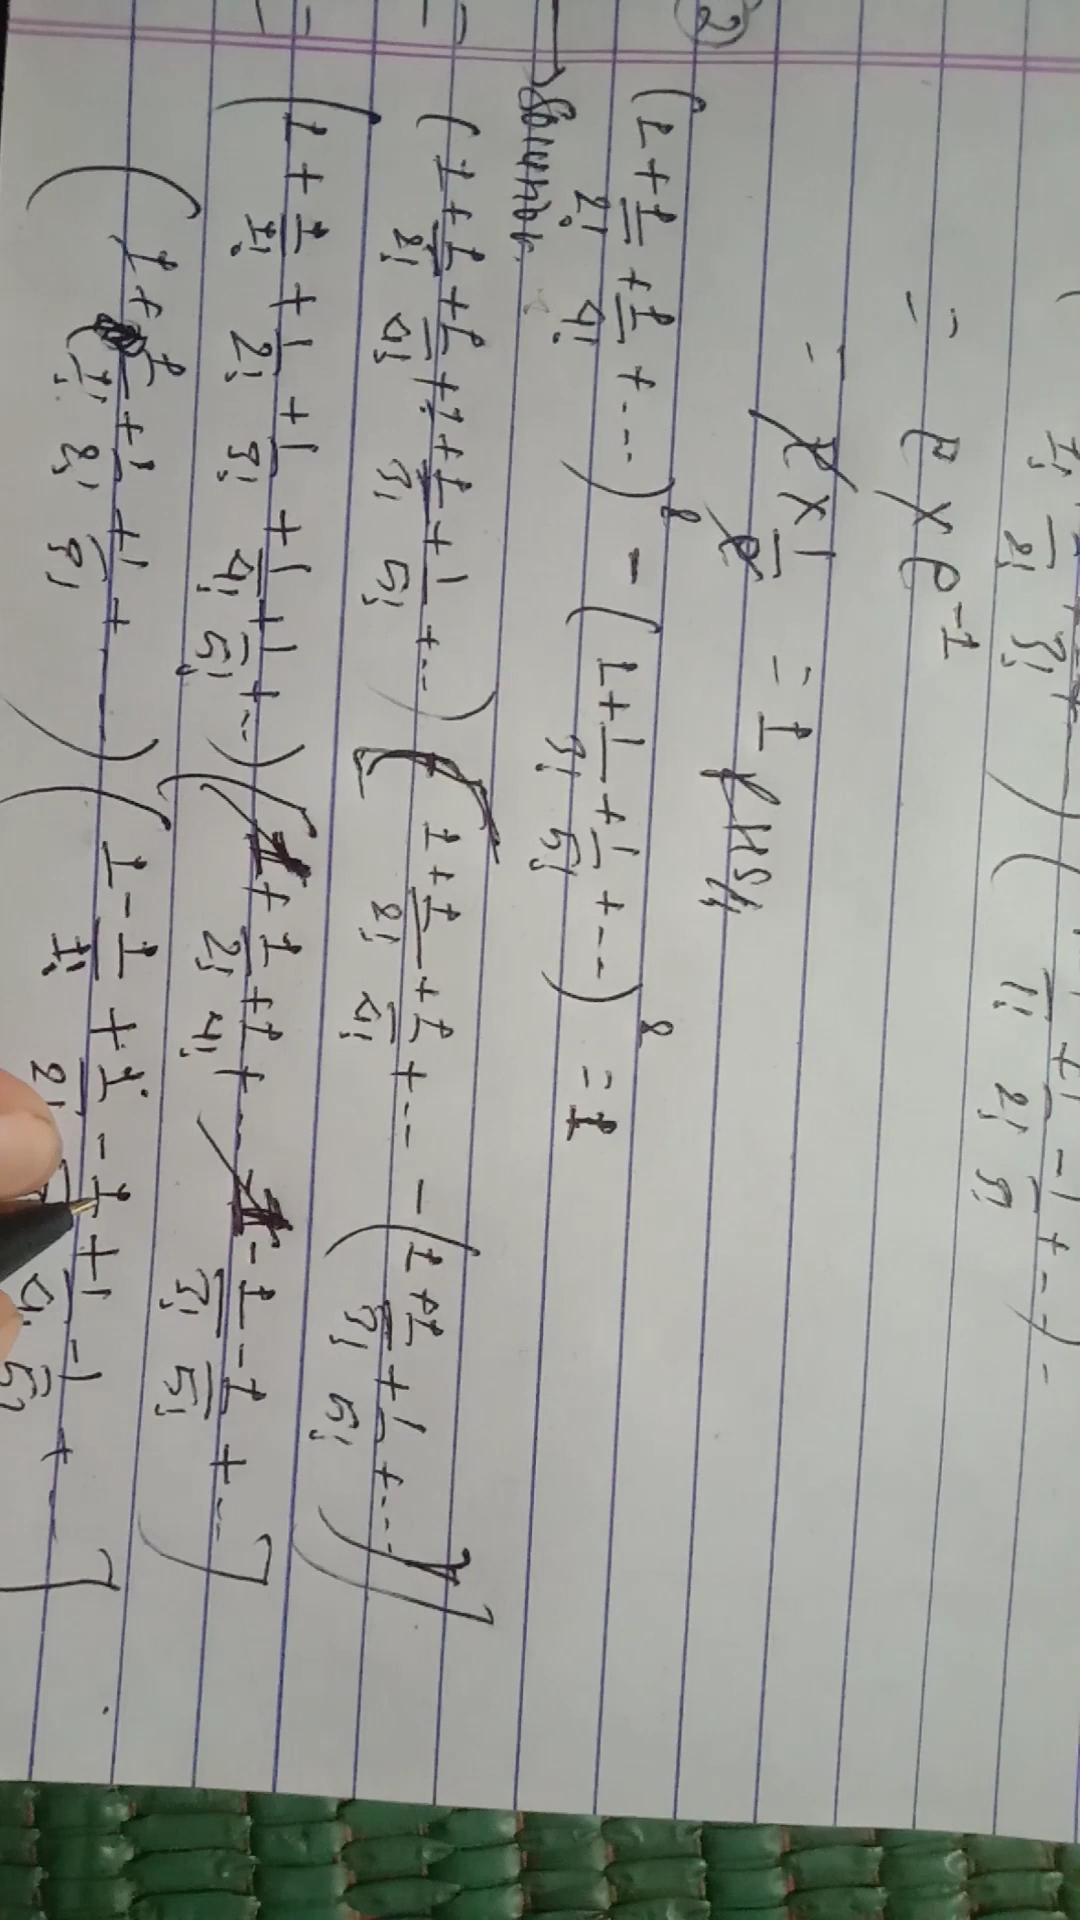 = e × e⁻¹
= e × 1/e = 1 RHS//
2) (1 + 1/2! + 1/4! + ...)² - (1 + 1/3! + 1/5! + ...)² = 1
Solution.
= (1 + 1/2! + 1/4! + 1 + 1/3! + 1/5! + ...) [1 + 1/2! + 1/4! + ... - (1 + 1/3! + 1/5! + ...)]
= (1 + 1/1! + 1/2! + 1/3! + 1/4! + 1/5! + ...) (1 + 1/2! + 1/4! + ... 1 - 1/3! - 1/5! + ...]
(1 + 1/1! + 1/2! + 1/3! + ---) (1 - 1/1! + 1/2! - 1 + 1/4! - 1/5! + --]